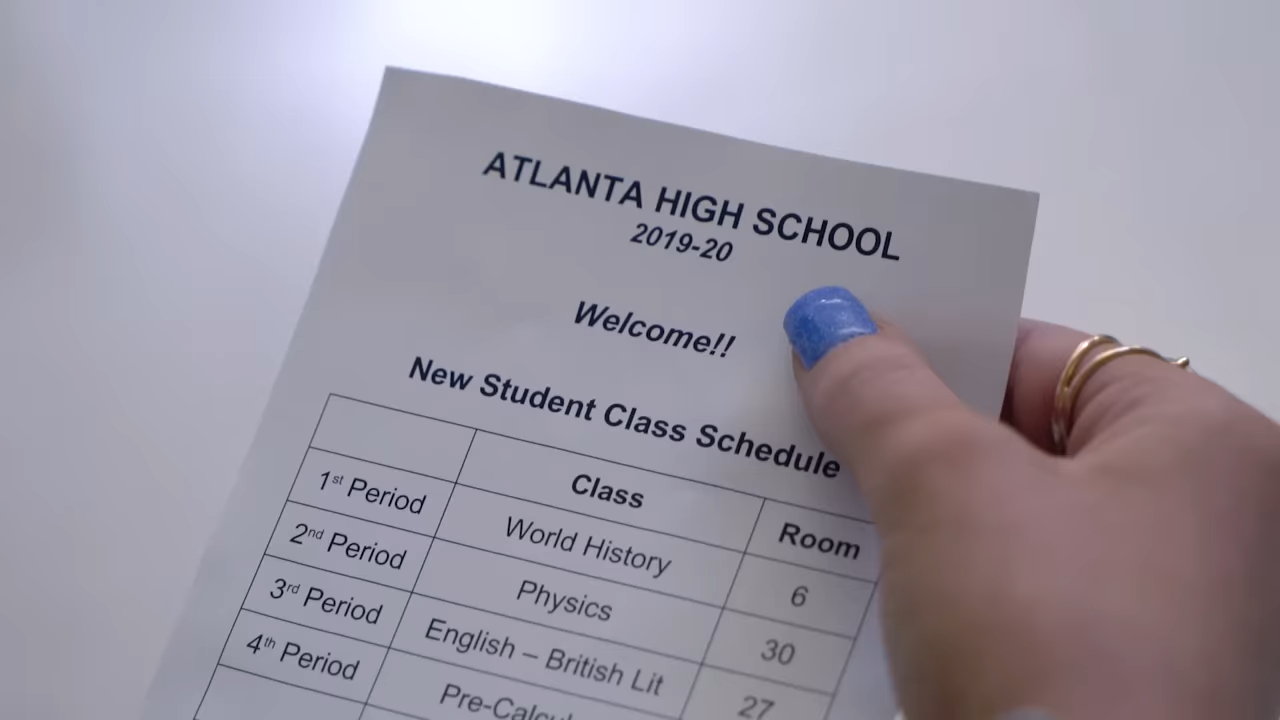 ATLANTA HIGH SCHOOL
2019-20
Welcome!!
New Student Class Schedule
Class Room
1st Period World History 6
2nd Period Physics 30
3rd Period English – British Lit 27
4th Period